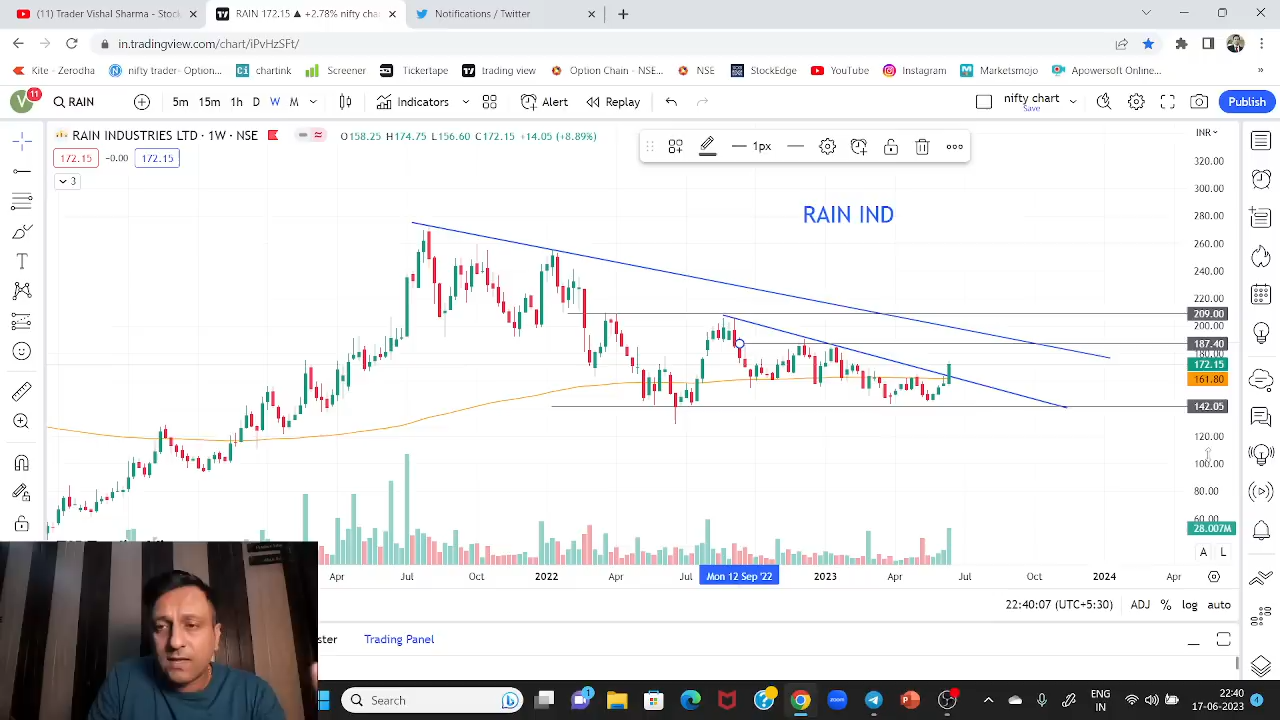 (11) Trader Vishal Sharma - Stock
RAIN 172.15 ▲ +2.78% nifty cha
Notifications / Twitter
in.tradingview.com/chart/iPvHzSFt/
Kite - Zerodha
nifty trader - Option...
chartink
Screener
Tickertape
trading view
Option Chain - NSE...
NSE
StockEdge
YouTube
Instagram
Marketsmojo
Apowersoft Online...
»
V 11
RAIN
5m 15m 1h D W M
Indicators
Alert
Replay
nifty chart
Save
Publish
RAIN INDUSTRIES LTD · 1W · NSE
O158.25 H174.75 L156.60 C172.15 +14.05 (+8.89%)
INR
172.15 -0.00 172.15
1px
3
RAIN IND
320.00
300.00
280.00
260.00
240.00
220.00
209.00
200.00
187.40
180.00
172.15
161.80
142.05
120.00
100.00
80.00
60.00
28.007M
A L
Apr Jul Oct 2022 Apr Jul Mon 12 Sep '22 2023 Apr Jul Oct 2024 Apr
22:40:07 (UTC+5:30) ADJ % log auto
ster
Trading Panel
Search
1
zoom
ENG
IN
22:40
17-06-2023
4